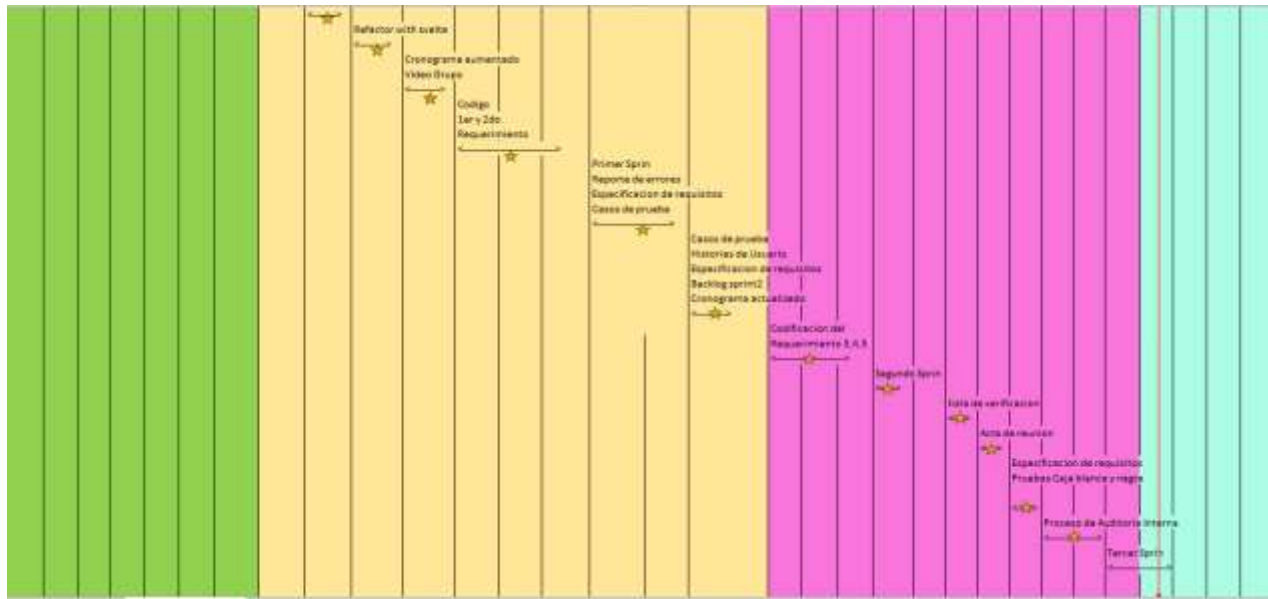 Refactor with svelte
Cronograma aumentado
Video Grupo
Codigo
1er y 2do
Requerimiento
Primer Sprin
Reporte de errores
Especificacion de requisitos
Casos de prueba
Casos de prueba
Historias de Usuario
Especificacion de requisitos
Backlog sprint2
Cronograma actualizado
Codificacion del
Requerimiento 3,4,5
Segundo Sprin
lista de verificacion
Acta de reunion
Especificacion de requisitos
Pruebas Caja blanca y negra
Proceso de Auditoria Interna
Tercer Sprin